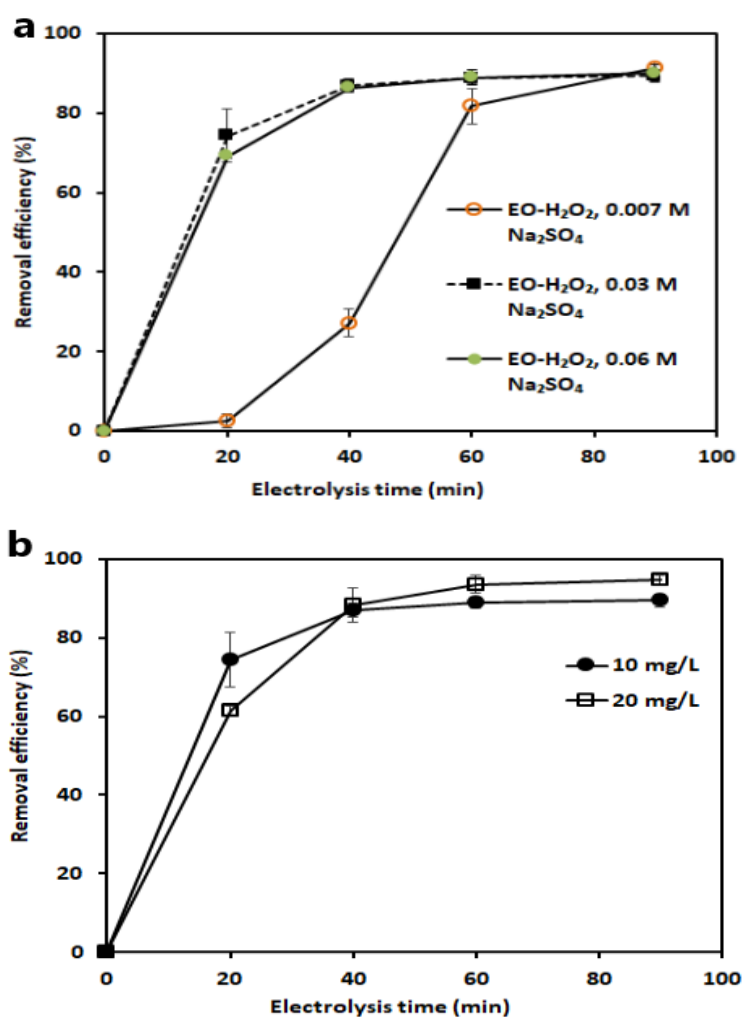 a
100
80
60
40
20
0
Removal efficiency (%)
EO-H₂O₂, 0.007 M
Na₂SO₄
EO-H₂O₂, 0.03 M
Na₂SO₄
EO-H₂O₂, 0.06 M
Na₂SO₄
0 20 40 60 80 100
Electrolysis time (min)
b
100
80
60
40
20
0
Removal efficiency (%)
10 mg/L
20 mg/L
0 20 40 60 80 100
Electrolysis time (min)